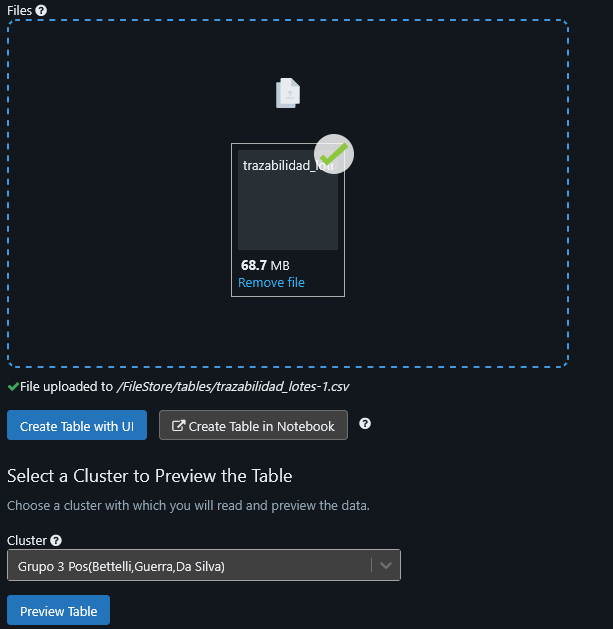 Files
trazabilidad_lot
68.7 MB
Remove file
File uploaded to /FileStore/tables/trazabilidad_lotes-1.csv
Create Table with UI
Create Table in Notebook
Select a Cluster to Preview the Table
Choose a cluster with which you will read and preview the data.
Cluster
Grupo 3 Pos(Bettelli,Guerra,Da Silva)
Preview Table